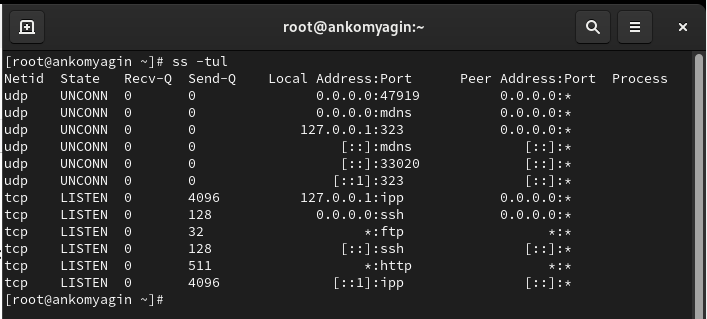 root@ankomyagin:~
[root@ankomyagin ~]# ss -tul
Netid  State   Recv-Q  Send-Q    Local Address:Port      Peer Address:Port  Process
udp    UNCONN  0       0               0.0.0.0:47919          0.0.0.0:*
udp    UNCONN  0       0               0.0.0.0:mdns           0.0.0.0:*
udp    UNCONN  0       0             127.0.0.1:323            0.0.0.0:*
udp    UNCONN  0       0                  [::]:mdns              [::]:*
udp    UNCONN  0       0                  [::]:33020             [::]:*
udp    UNCONN  0       0                 [::1]:323               [::]:*
tcp    LISTEN  0       4096          127.0.0.1:ipp            0.0.0.0:*
tcp    LISTEN  0       128             0.0.0.0:ssh            0.0.0.0:*
tcp    LISTEN  0       32                    *:ftp                  *:*
tcp    LISTEN  0       128                [::]:ssh               [::]:*
tcp    LISTEN  0       511                   *:http                 *:*
tcp    LISTEN  0       4096              [::1]:ipp               [::]:*
[root@ankomyagin ~]#